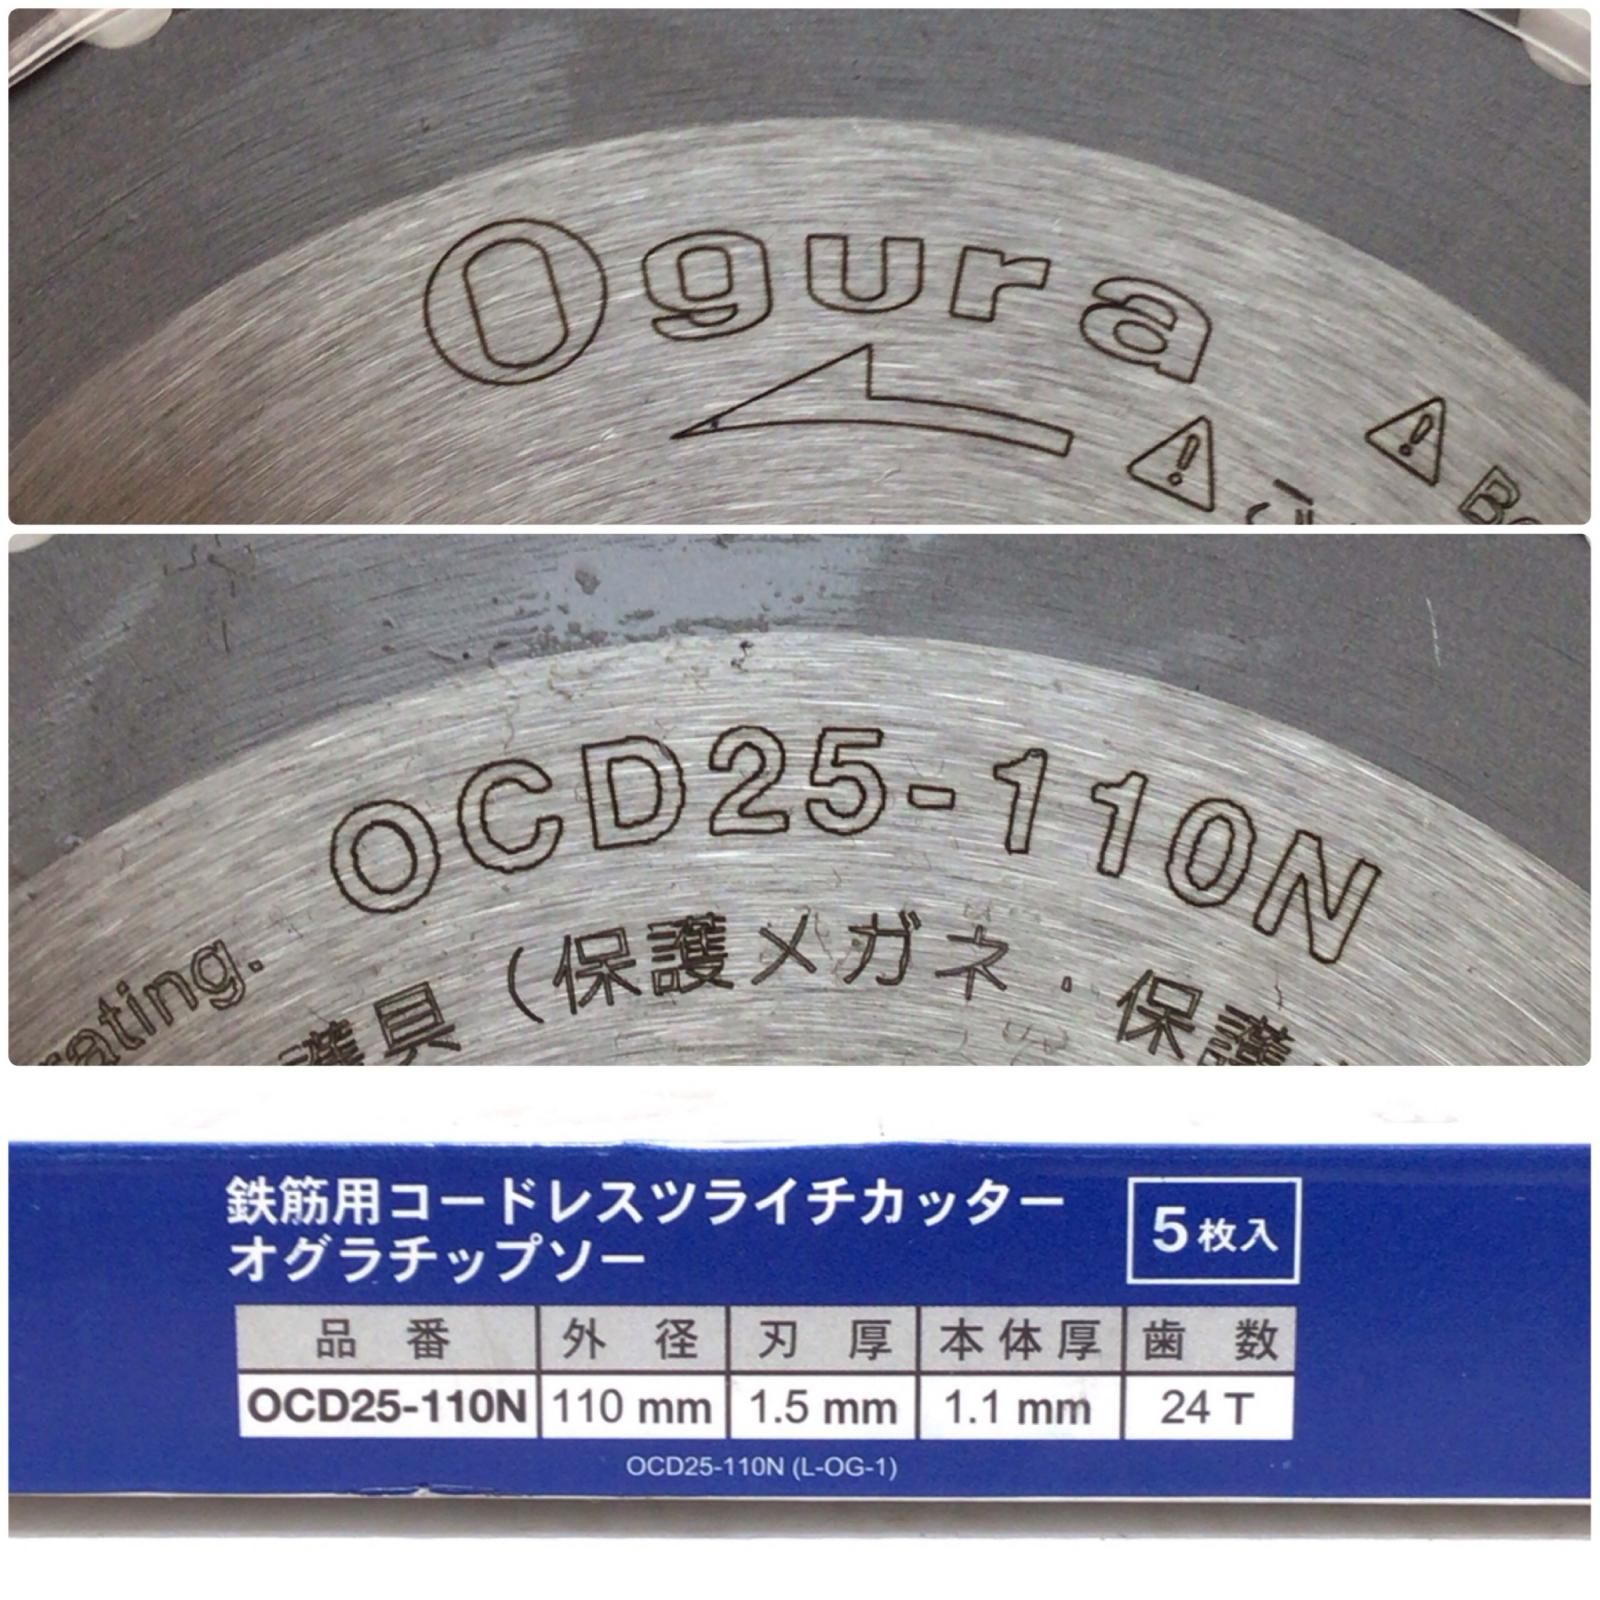 Ogura
OCD25-110N
護具（保護メガネ・保護
鉄筋用コードレスツライチカッター
オグラチップソー
5枚入
品番 外径 刃厚 本体厚 歯数
OCD25-110N 110 mm 1.5 mm 1.1 mm 24 T
OCD25-110N (L-OG-1)